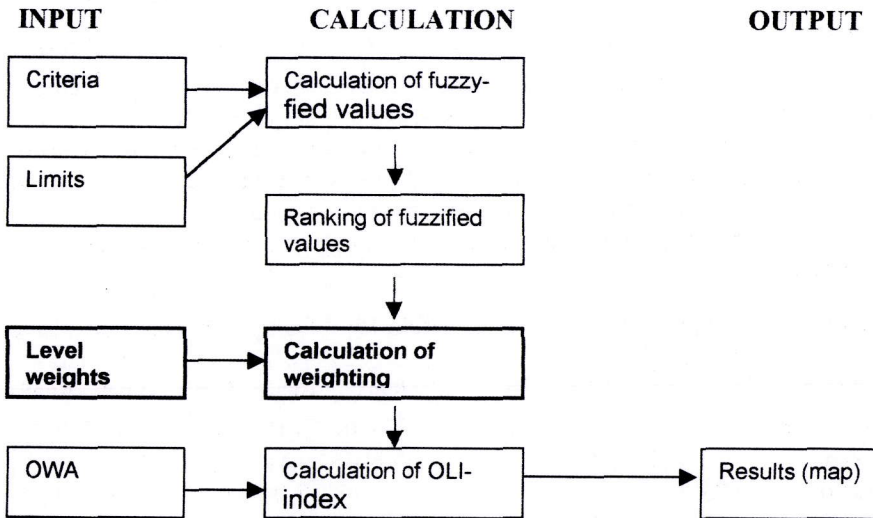 INPUT CALCULATION OUTPUT
Criteria
Calculation of fuzzy-
fied values
Limits
Ranking of fuzzified
values
Level
weights
Calculation of
weighting
OWA
Calculation of OLI-
index
Results (map)